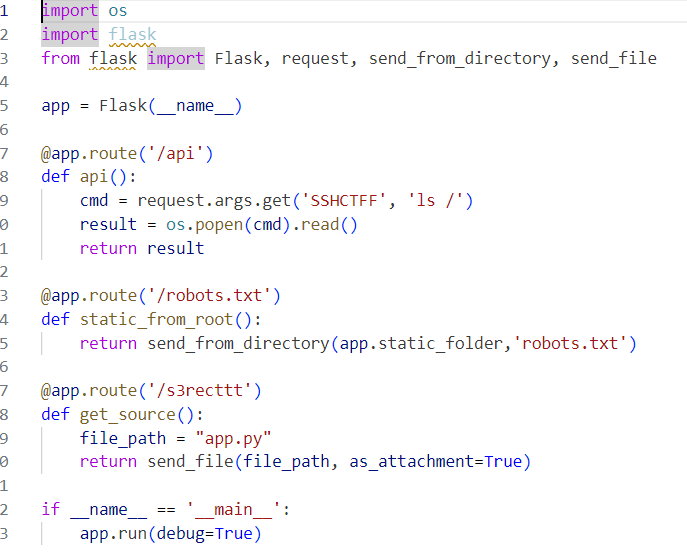 1 import os
2 import flask
3 from flask import Flask, request, send_from_directory, send_file
4
5 app = Flask(__name__)
6
7 @app.route('/api')
8 def api():
9     cmd = request.args.get('SSHCTFF', 'ls /')
0     result = os.popen(cmd).read()
1     return result
2
3 @app.route('/robots.txt')
4 def static_from_root():
5     return send_from_directory(app.static_folder,'robots.txt')
6
7 @app.route('/s3recttt')
8 def get_source():
9     file_path = "app.py"
0     return send_file(file_path, as_attachment=True)
1
2 if __name__ == '__main__':
3     app.run(debug=True)